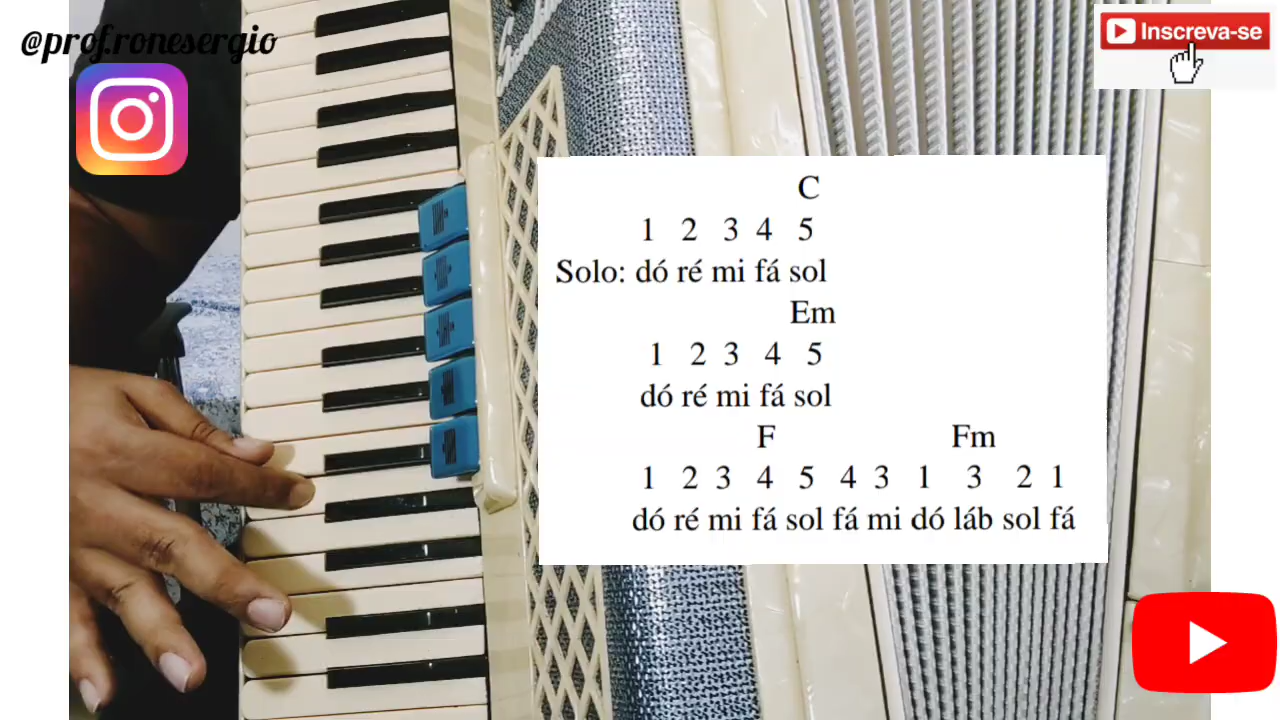 @prof.ronesergio
Inscreva-se
C
1 2 3 4 5
Solo: dó ré mi fá sol
Em
1 2 3 4 5
dó ré mi fá sol
F Fm
1 2 3 4 5 4 3 1 3 2 1
dó ré mi fá sol fá mi dó láb sol fá